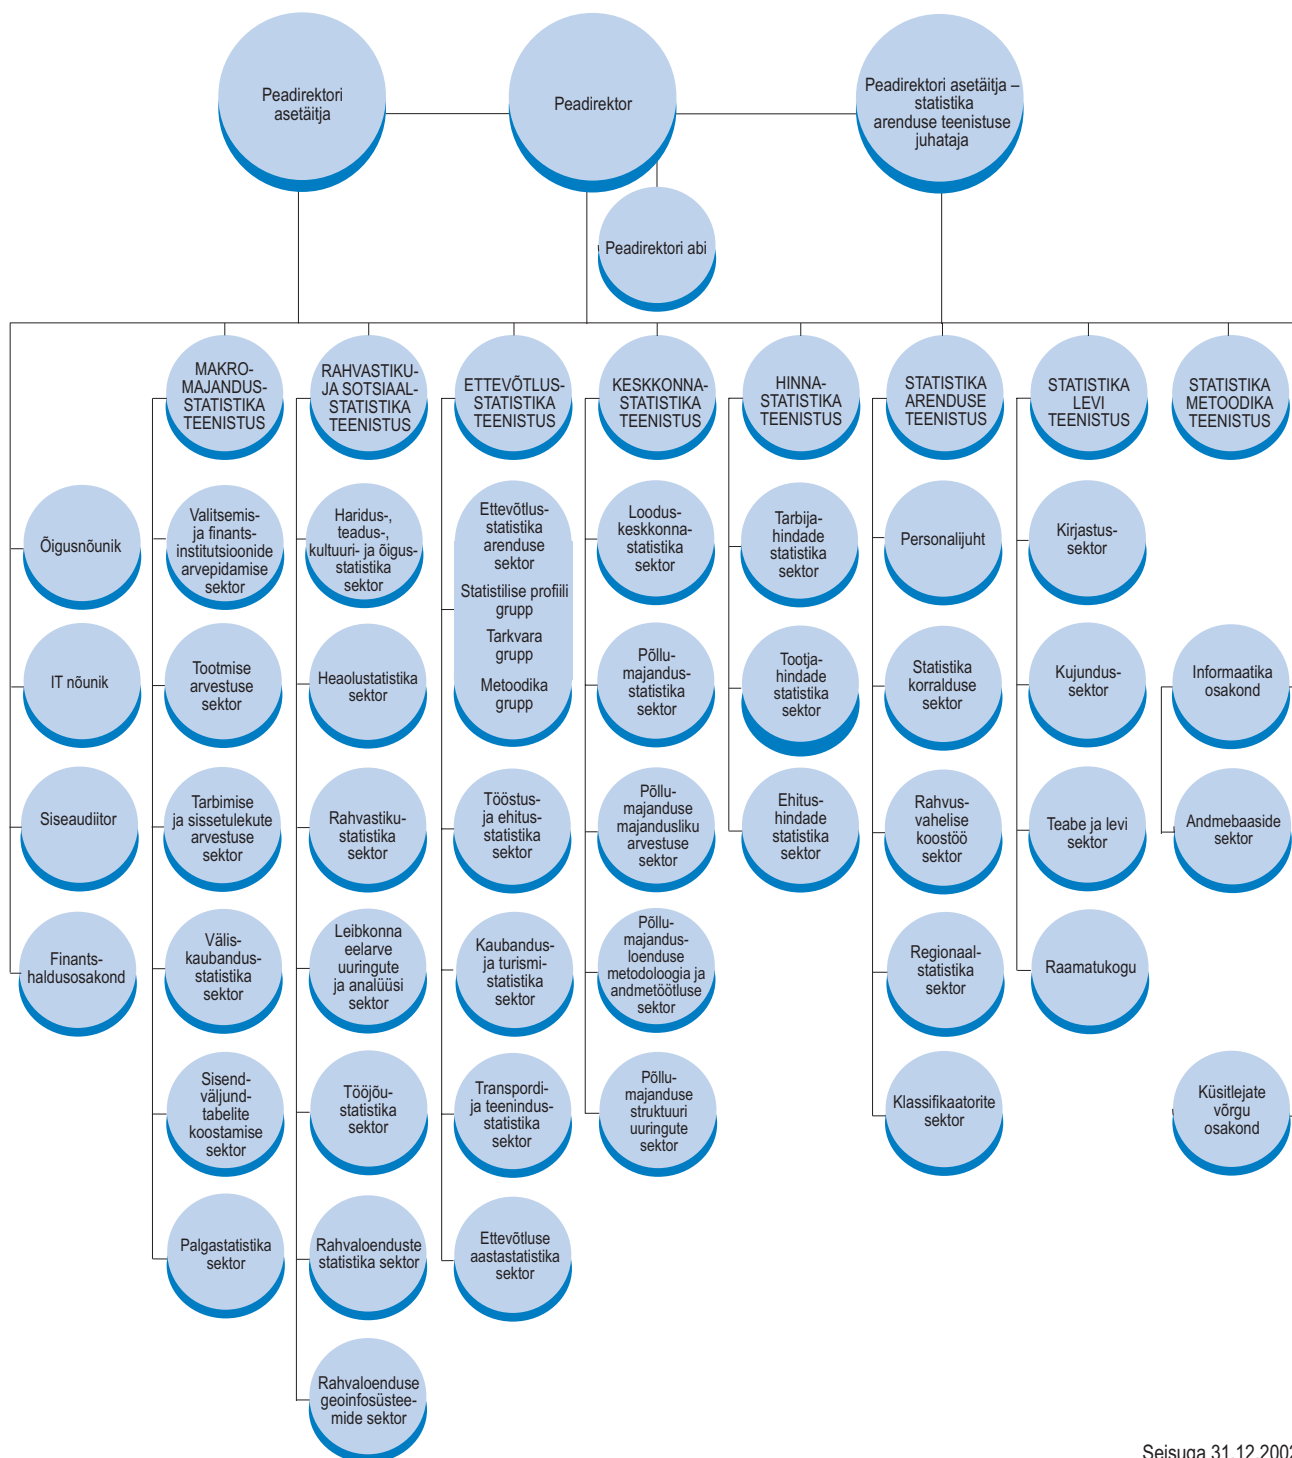 Peadirektori
asetäitja
Peadirektor
Peadirektori asetäitja –
statistika
arenduse teenistuse
juhataja
Peadirektori abi
MAKRO-
MAJANDUS-
STATISTIKA
TEENISTUS
RAHVASTIKU-
JA SOTSIAAL-
STATISTIKA
TEENISTUS
ETTEVÕTLUS-
STATISTIKA
TEENISTUS
KESKKONNA-
STATISTIKA
TEENISTUS
HINNA-
STATISTIKA
TEENISTUS
STATISTIKA
ARENDUSE
TEENISTUS
STATISTIKA
LEVI
TEENISTUS
STATISTIKA
METOODIKA
TEENISTUS
Õigusnõunik
Valitsemis-
ja finants-
institutsioonide
arvepidamise
sektor
Haridus-,
teadus-,
kultuuri- ja õigus-
statistika
sektor
Ettevõtlus-
statistika
arenduse
sektor
Statistilise profiili
grupp
Tarkvara
grupp
Metoodika
grupp
Loodus-
keskkonna-
statistika
sektor
Tarbija-
hindade
statistika
sektor
Personalijuht
Kirjastus-
sektor
IT nõunik
Tootmise
arvestuse
sektor
Heaolustatistika
sektor
Põllu-
majandus-
statistika
sektor
Tootja-
hindade
statistika
sektor
Statistika
korralduse
sektor
Kujundus-
sektor
Informaatika
osakond
Siseaudiitor
Tarbimise
ja sissetulekute
arvestuse
sektor
Rahvastiku-
statistika
sektor
Tööstus-
ja ehitus-
statistika
sektor
Põllu-
majanduse
majandusliku
arvestuse
sektor
Ehitus-
hindade
statistika
sektor
Rahvus-
vahelise
koostöö
sektor
Teabe ja levi
sektor
Andmebaaside
sektor
Finants-
haldusosakond
Välis-
kaubandus-
statistika
sektor
Leibkonna
eelarve
uuringute
ja analüüsi
sektor
Kaubandus-
ja turismi-
statistika
sektor
Põllu-
majandus-
loenduse
metodoloogia ja
andmetöötluse
sektor
Regionaal-
statistika
sektor
Raamatukogu
Sisend-
väljund-
tabelite
koostamise
sektor
Tööjõu-
statistika
sektor
Transpordi-
ja teenindus-
statistika
sektor
Põllu-
majanduse
struktuuri
uuringute
sektor
Klassifikaatorite
sektor
Küsitlejate
võrgu
osakond
Palgastatistika
sektor
Rahvaloenduste
statistika sektor
Ettevõtluse
aastastatistika
sektor
Rahvaloenduse
geoinfosüstee-
mide sektor
Seisuga 31.12.2002